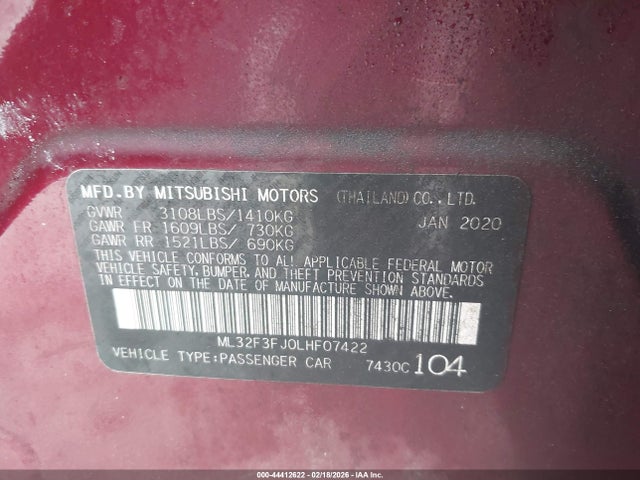 MFD.BY MITSUBISHI MOTORS (THAILAND) CO., LTD.
GVWR 3108LBS/1410KG JAN 2020
GAWR FR 1609LBS/ 730KG
GAWR RR 1521LBS/ 690KG
THIS VEHICLE CONFORMS TO ALL APPLICABLE FEDERAL MOTOR
VEHICLE SAFETY, BUMPER, AND THEFT PREVENTION STANDARDS
IN EFFECT ON THE DATE OF MANUFACTURE SHOWN ABOVE.
ML32F3FJ0LHF07422
VEHICLE TYPE:PASSENGER CAR 7430C 104
000-44412622 | 02/18/2026 - IAA Inc.